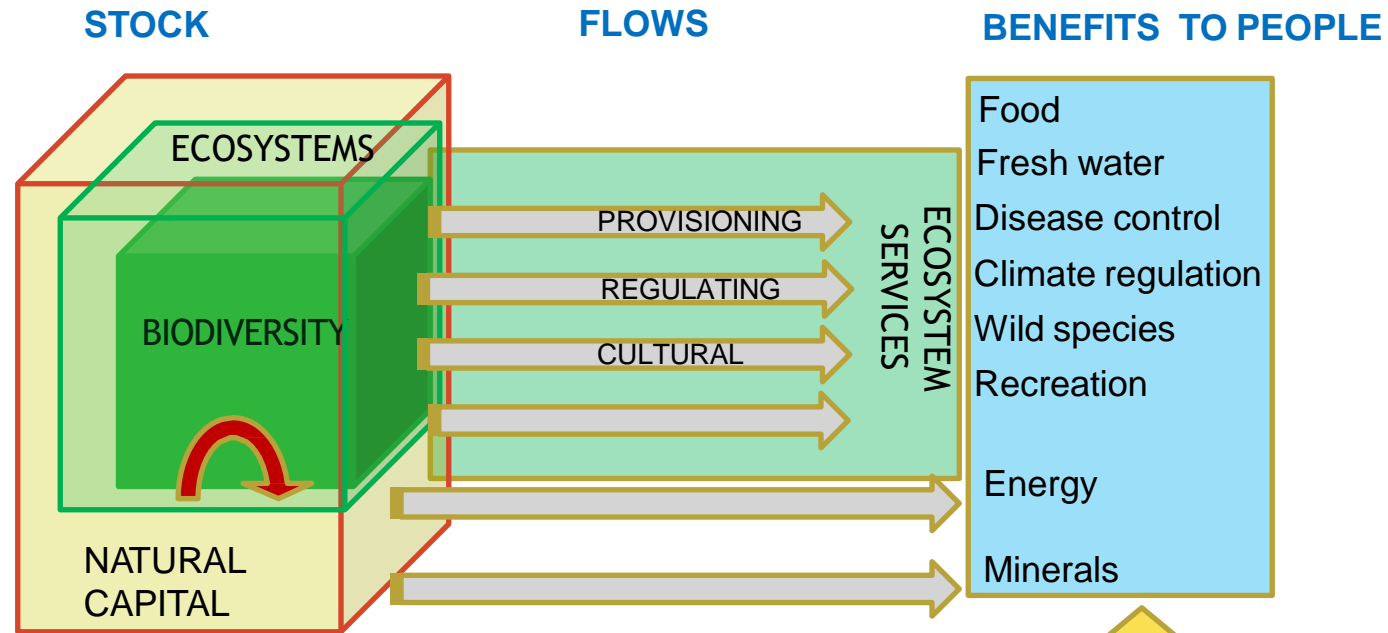 STOCK
FLOWS
BENEFITS TO PEOPLE
ECOSYSTEMS
BIODIVERSITY
NATURAL
CAPITAL
PROVISIONING
REGULATING
CULTURAL
ECOSYSTEM
SERVICES
Food
Fresh water
Disease control
Climate regulation
Wild species
Recreation
Energy
Minerals